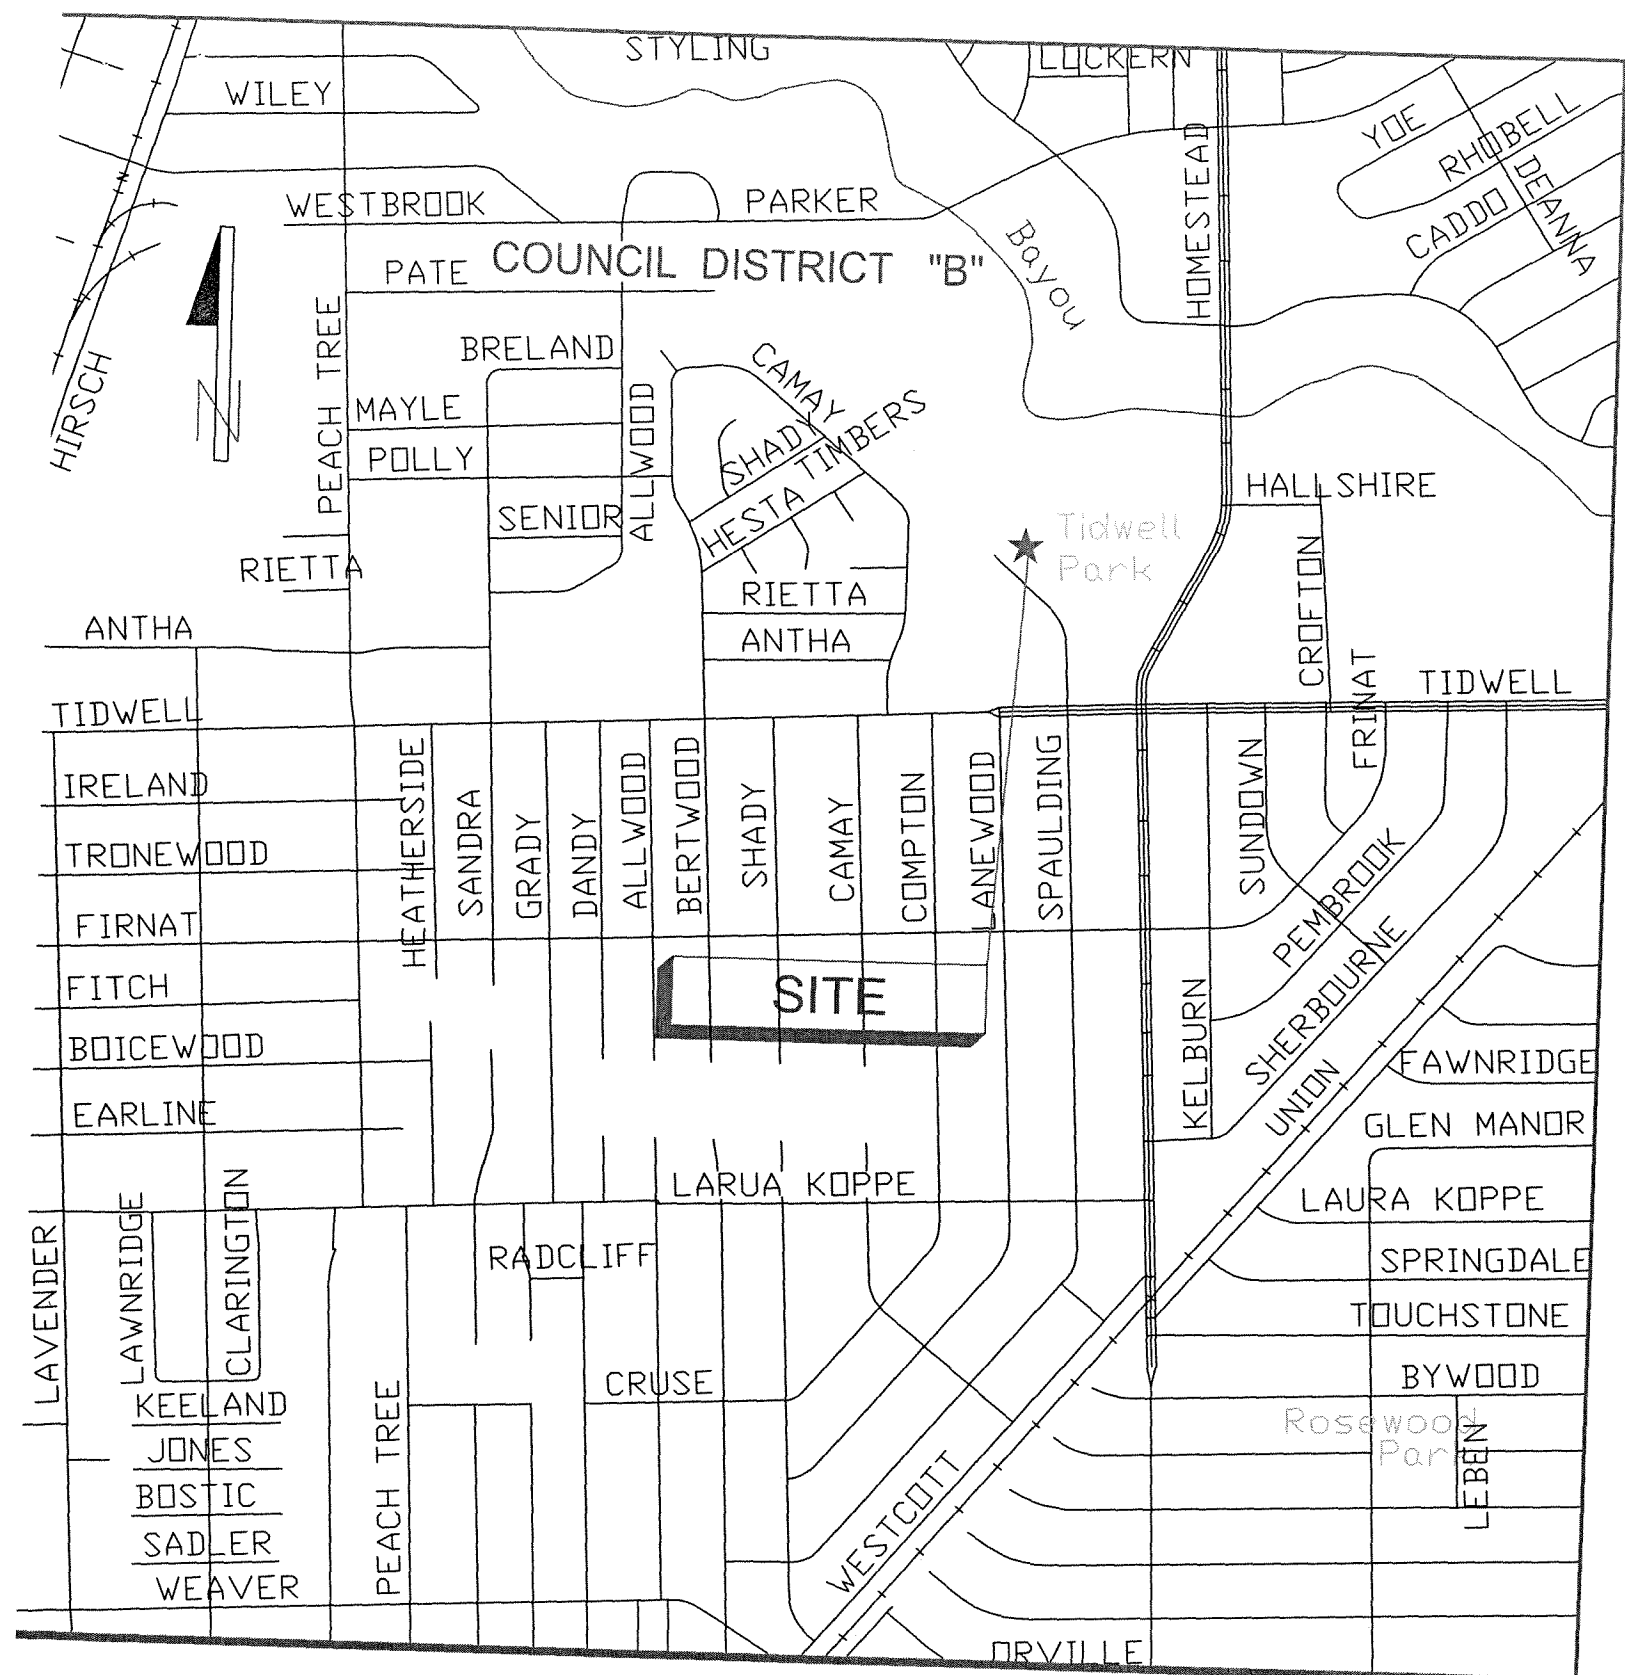 STYLING
LOCKERN
WILEY
YOE
RHOBELL
DEANNA
CADDO
HOMESTEAD
WESTBROOK
PARKER
Bayou
PATE
COUNCIL DISTRICT "B"
HIRSCH
N
PEACH TREE
BRELAND
CAMAY
MAYLE
ALLWOOD
SHADY
HESTA TIMBERS
POLLY
SENIOR
HALLSHIRE
Tidwell
Park
RIETTA
RIETTA
CROFTON
ANTHA
ANTHA
FRINAT
TIDWELL
TIDWELL
IRELAND
TRONEWOOD
FIRNAT
FITCH
BOICEWOOD
EARLINE
HEATHERSIDE
SANDRA
GRADY
DANDY
ALLWOOD
BERTWOOD
SHADY
CAMAY
COMPTON
LANEWOOD
SPAULDING
SUNDOWN
PEMBROOK
SHERBOURNE
KELBURN
UNION
SITE
FAWNRIDGE
GLEN MANOR
LARUA KOPPE
LAURA KOPPE
LAVENDER
LAWNRIDGE
CLARINGTON
RADCLIFF
SPRINGDALE
TOUCHSTONE
CRUSE
BYWOOD
KEELAND
JONES
BOSTIC
SADLER
WEAVER
PEACH TREE
WESTCOTT
Rosewood
Park
LEBEN
ORVILLE